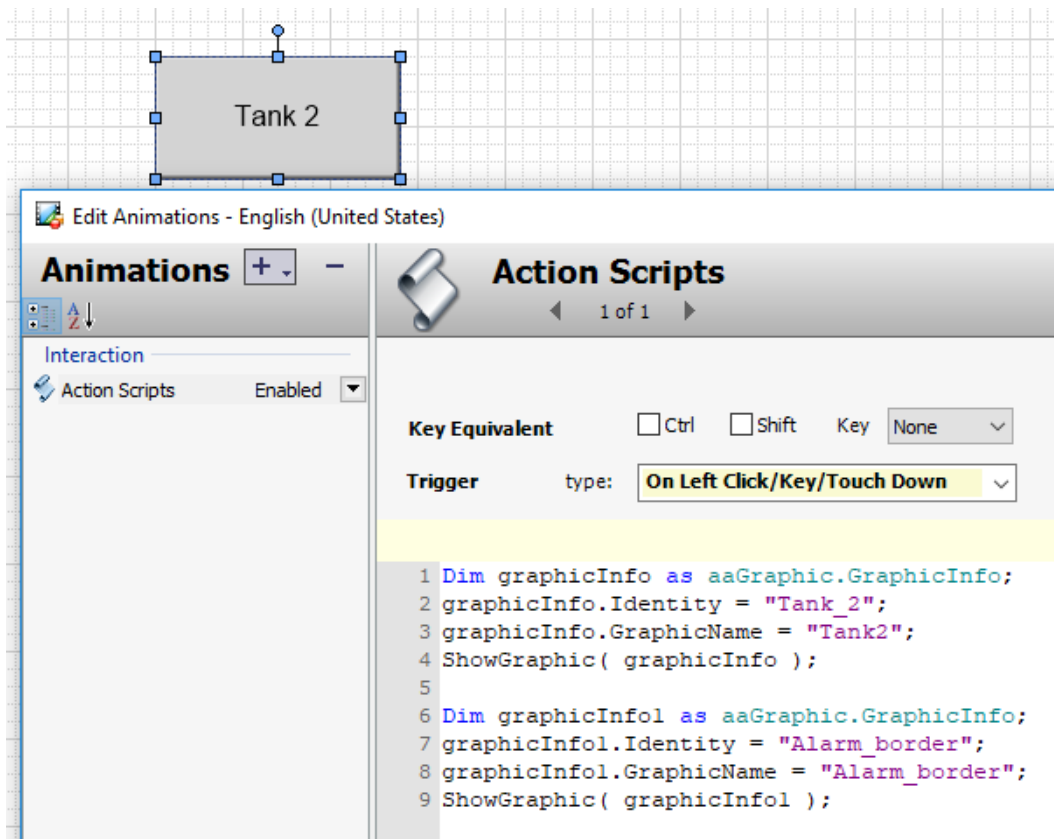 Tank 2
Edit Animations - English (United States)
Animations
Action Scripts
1 of 1
A
Z
Interaction
Action Scripts Enabled
Key Equivalent Ctrl Shift Key None
Trigger type: On Left Click/Key/Touch Down
1 Dim graphicInfo as aaGraphic.GraphicInfo;
2 graphicInfo.Identity = "Tank_2";
3 graphicInfo.GraphicName = "Tank2";
4 ShowGraphic( graphicInfo );
5
6 Dim graphicInfo1 as aaGraphic.GraphicInfo;
7 graphicInfo1.Identity = "Alarm_border";
8 graphicInfo1.GraphicName = "Alarm_border";
9 ShowGraphic( graphicInfo1 );